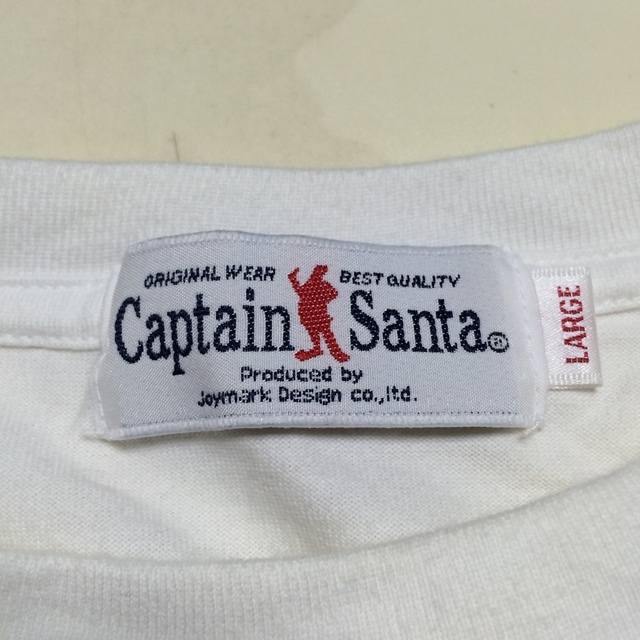 ORIGINAL WEAR BEST QUALITY
Captain Santa®
Produced by
Joymark Design co.,ltd.
LARGE